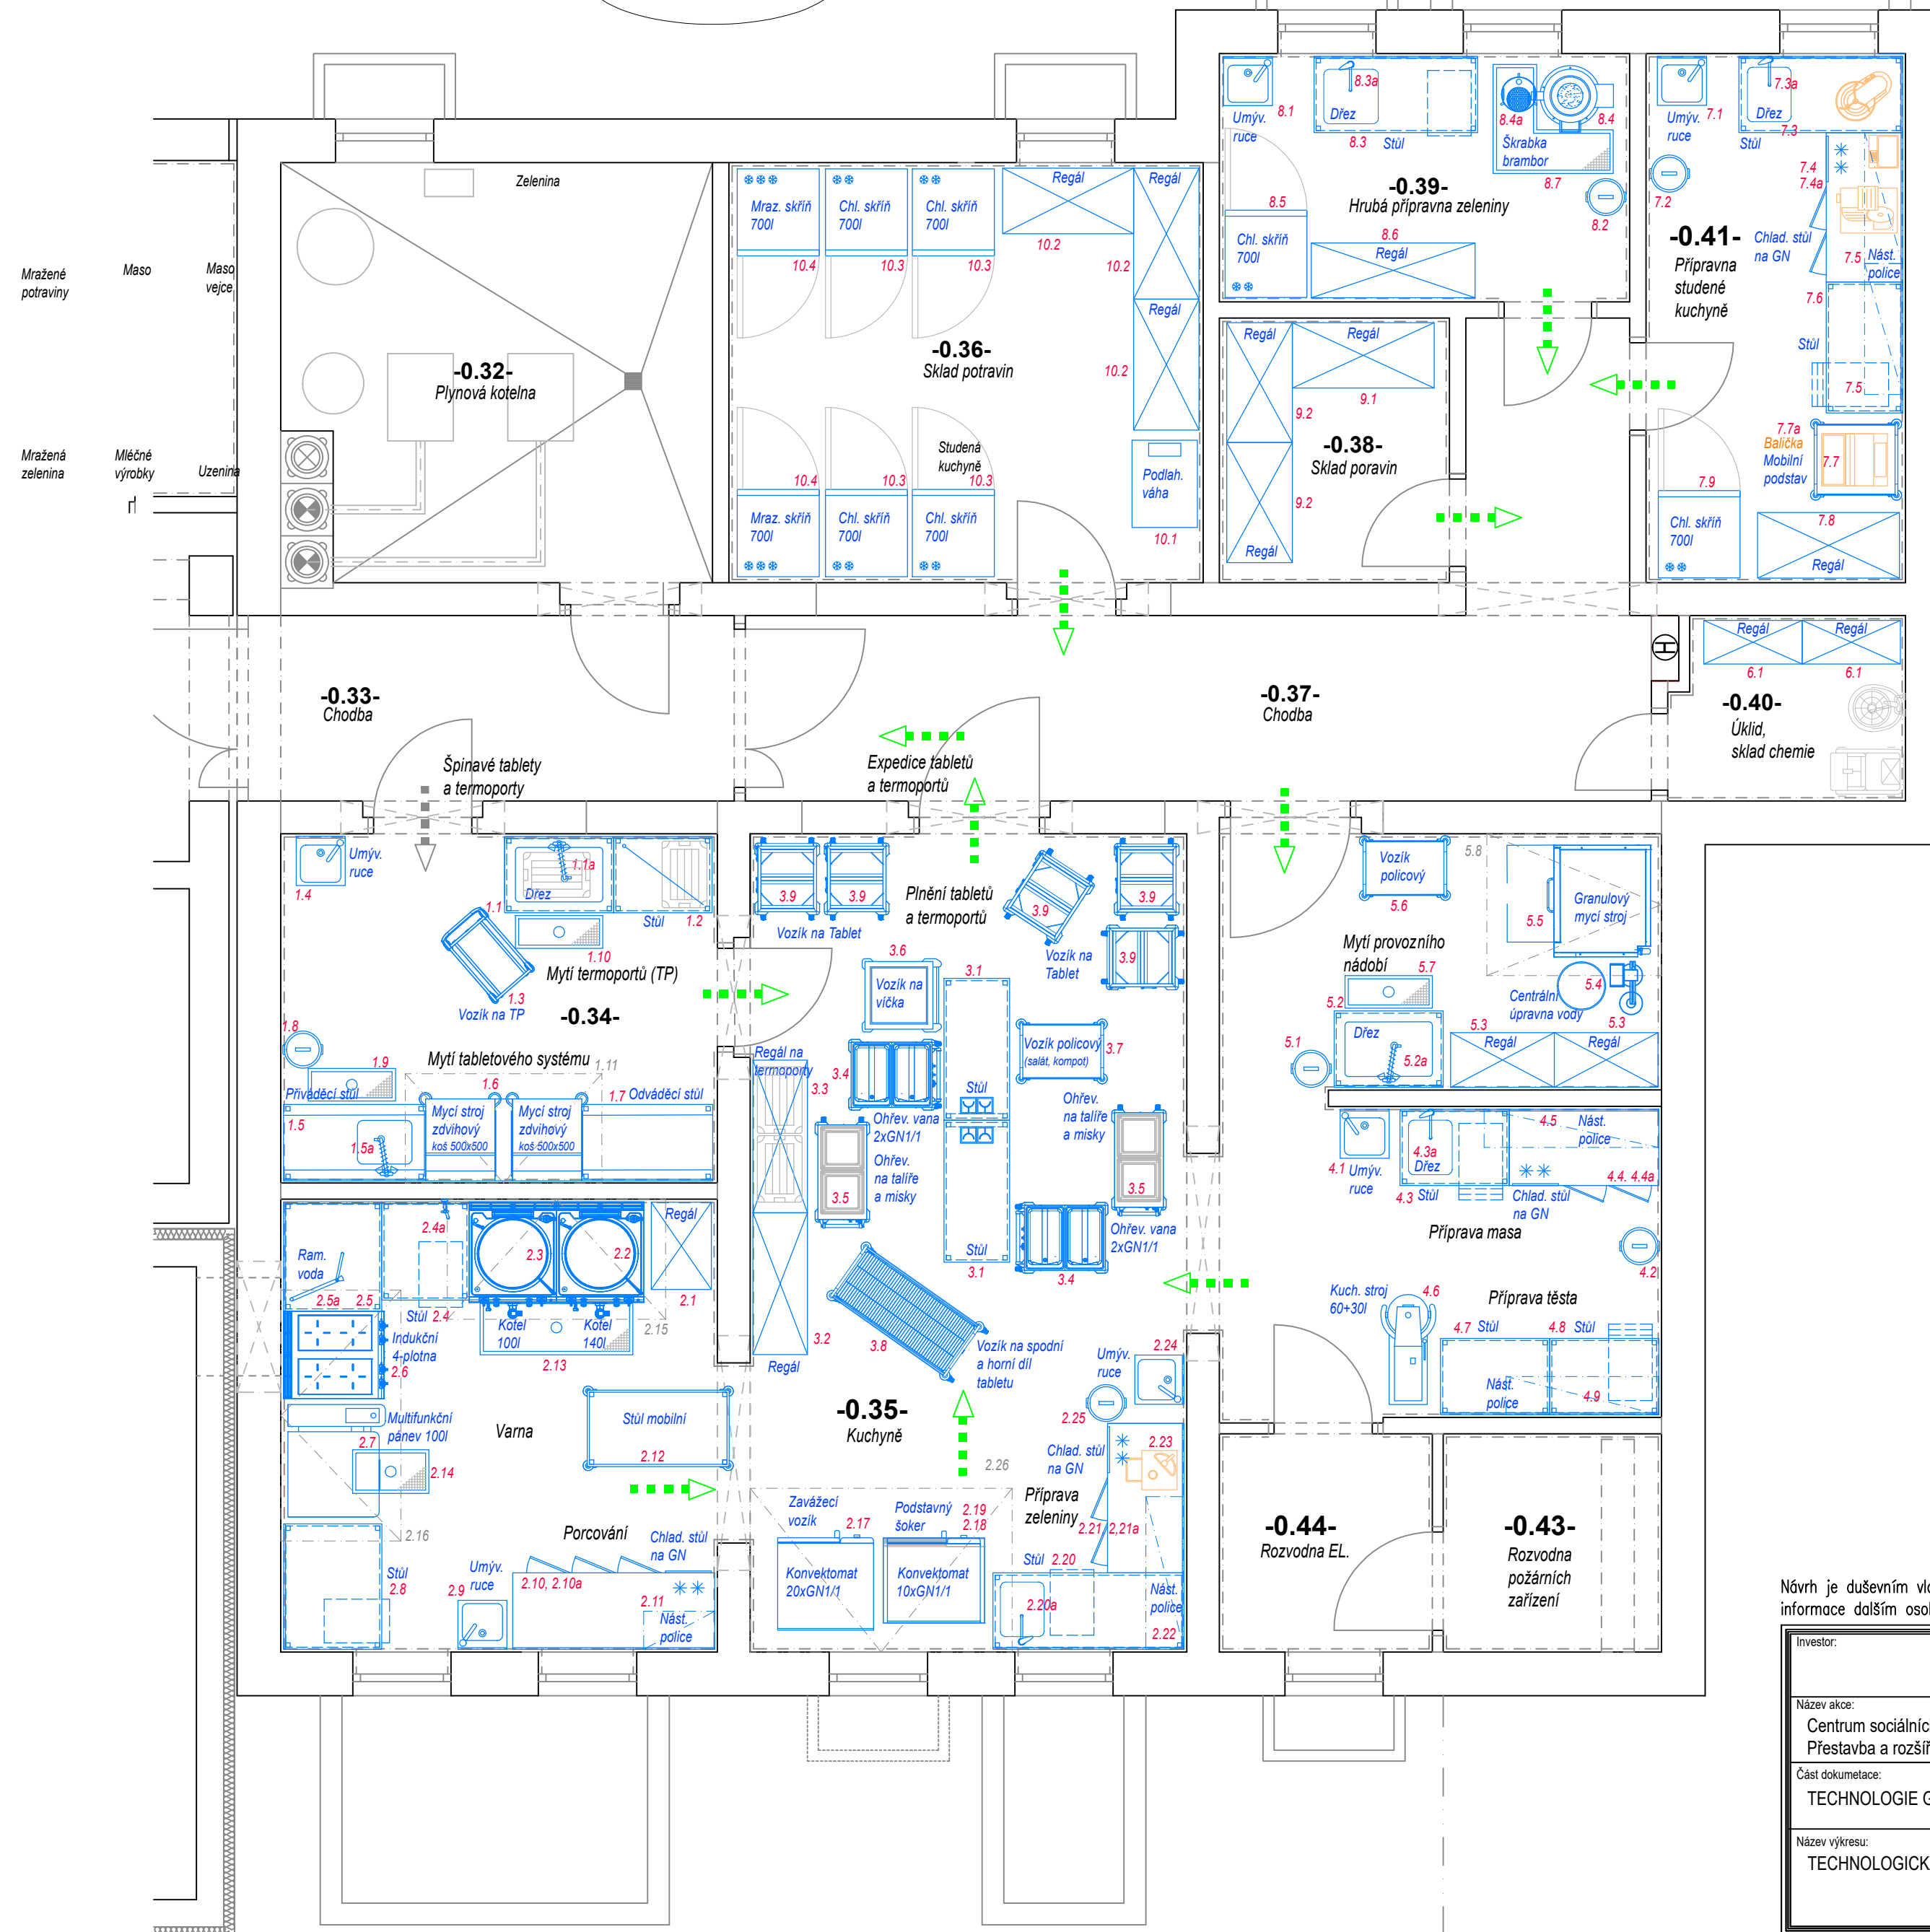 Zelenina
Mražené
potraviny
Maso
Maso
vejce
Mražená
zelenina
Mléčné
výrobky
Uzenina
-0.32-
Plynová kotelna
Mraz. skříň
700l
10.4
Chl. skříň
700l
10.3
Chl. skříň
700l
10.3
Regál
10.2
Regál
10.2
Regál
10.2
-0.36-
Sklad potravin
Studená
kuchyně
10.4
Mraz. skříň
700l
10.3
Chl. skříň
700l
10.3
Chl. skříň
700l
Podlah.
váha
10.1
Umýv.
ruce
8.1
8.3a
Dřez
8.3
Stůl
8.4a
8.4
Škrabka
brambor
8.7
8.2
-0.39-
Hrubá přípravna zeleniny
8.5
Chl. skříň
700l
8.6
Regál
Regál
Regál
9.1
9.2
9.2
Regál
-0.38-
Sklad poravin
Umýv.
ruce
7.1
7.2
7.3a
Dřez
7.3
Stůl
7.4
7.4a
-0.41-
Přípravna
studené
kuchyně
Chlad. stůl
na GN
7.5
Nást.
police
7.6
Stůl
7.5
7.7a
Balička
Mobilní
podstav
7.7
7.9
Chl. skříň
700l
7.8
Regál
-0.33-
Chodba
-0.37-
Chodba
H
Regál
6.1
Regál
6.1
-0.40-
Úklid,
sklad chemie
Špinavé tablety
a termoporty
Expedice tabletů
a termoportů
Umýv.
ruce
1.4
1.1a
1.1
Dřez
Stůl
1.2
1.10
Mytí termoportů (TP)
1.3
Vozík na TP
-0.34-
1.8
Mytí tabletového systému
1.9
1.11
Přiváděcí stůl
1.6
1.7
Odváděcí stůl
1.5
1.5a
Mycí stroj
zdvihový
koš 500x500
Mycí stroj
zdvihový
koš 500x500
3.9
3.9
Vozík na Tablet
Plnění tabletů
a termoportů
3.9
3.9
Vozík na
Tablet
3.9
3.6
Vozík na
víčka
3.1
Vozík policový
(salát, kompot)
3.7
Regál na
termoporty
3.3
3.4
Ohřev. vana
2xGN1/1
Stůl
Ohřev.
na talíře
a misky
3.5
Ohřev.
na talíře
a misky
3.5
Stůl
3.1
3.4
Ohřev. vana
2xGN1/1
3.2
Regál
3.8
Vozík na spodní
a horní díl
tabletu
-0.35-
Kuchyně
Vozík
policový
5.6
5.8
5.5
Granulový
mycí stroj
Mytí provozního
nádobí
5.7
5.2
5.4
Centrální
úpravna vody
5.1
Dřez
5.2a
5.3
Regál
5.3
Regál
4.1
Umýv.
ruce
4.3a
Dřez
4.3
Stůl
4.5
Nást.
police
4.4. 4.4a
Chlad. stůl
na GN
Příprava masa
4.2
Kuch. stroj
60+30l
4.6
Příprava těsta
4.7
Stůl
4.8
Stůl
Nást.
police
4.9
Ram.
voda
2.5a
2.5
2.4a
Stůl
2.4
2.3
2.2
Regál
2.1
Kotel
100l
Kotel
140l
2.15
2.13
Indukční
4-plotna
2.6
Multifunkční
pánev 100l
2.7
2.14
Varna
Stůl mobilní
2.12
2.16
Porcování
Stůl
2.8
2.9
Umýv.
ruce
Chlad. stůl
na GN
2.10, 2.10a
2.11
Nást.
police
Zavážecí
vozík
2.17
Podstavný
šoker
2.19
2.18
2.26
Konvektomat
20xGN1/1
Konvektomat
10xGN1/1
Příprava
zeleniny
Umýv.
ruce
2.24
2.25
Chlad. stůl
na GN
2.23
2.21
2,21a
Stůl
2.20
2.20a
Nást.
police
2.22
-0.44-
Rozvodna EL.
-0.43-
Rozvodna
požárních
zařízení
Návrh je duševním
informace dalším
Investor:
Název akce:
Centrum
Přestavba a
Část dokumetace:
TECHNOLOGIE
Název výkresu: